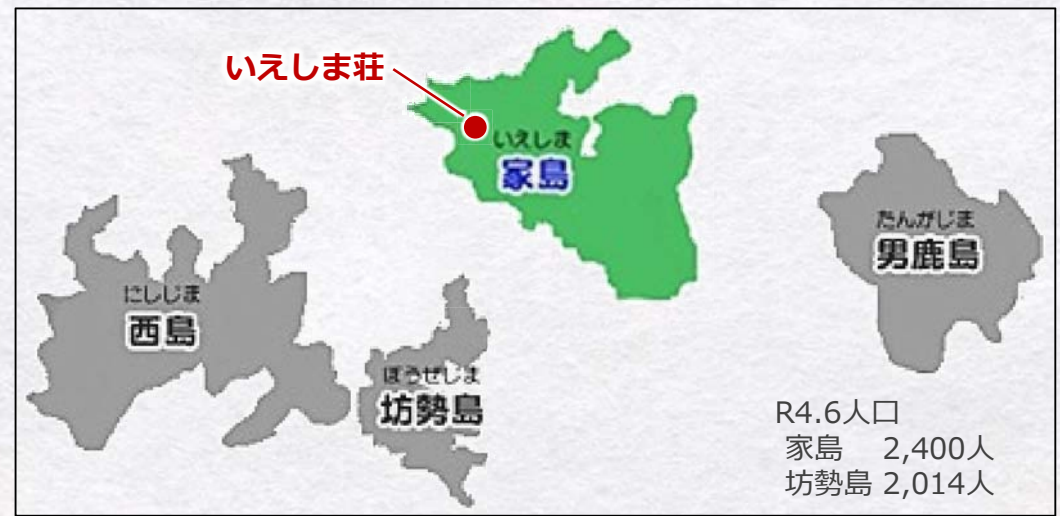 いえしま荘
いえしま
家島
たんがしま
男鹿島
にしじま
西島
ぼうぜしま
坊勢島
R4.6人口
家島 2,400人
坊勢島 2,014人